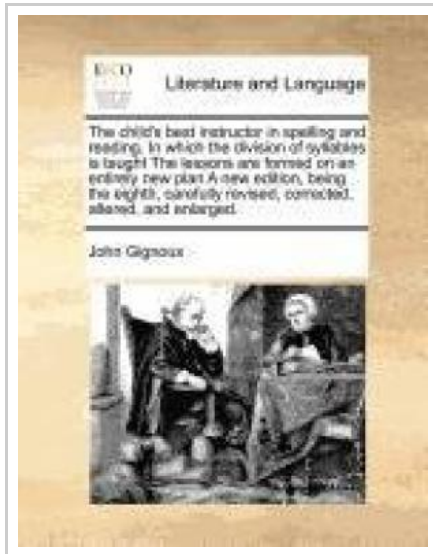 ECCO
Literature and Language
The child's best instructor in spelling and
reading. In which the division of syllables
is taught The lessons are formed on an
entirely new plan A new edition, being
the eighth, carefully revised, corrected,
altered, and enlarged.
John Gignoux